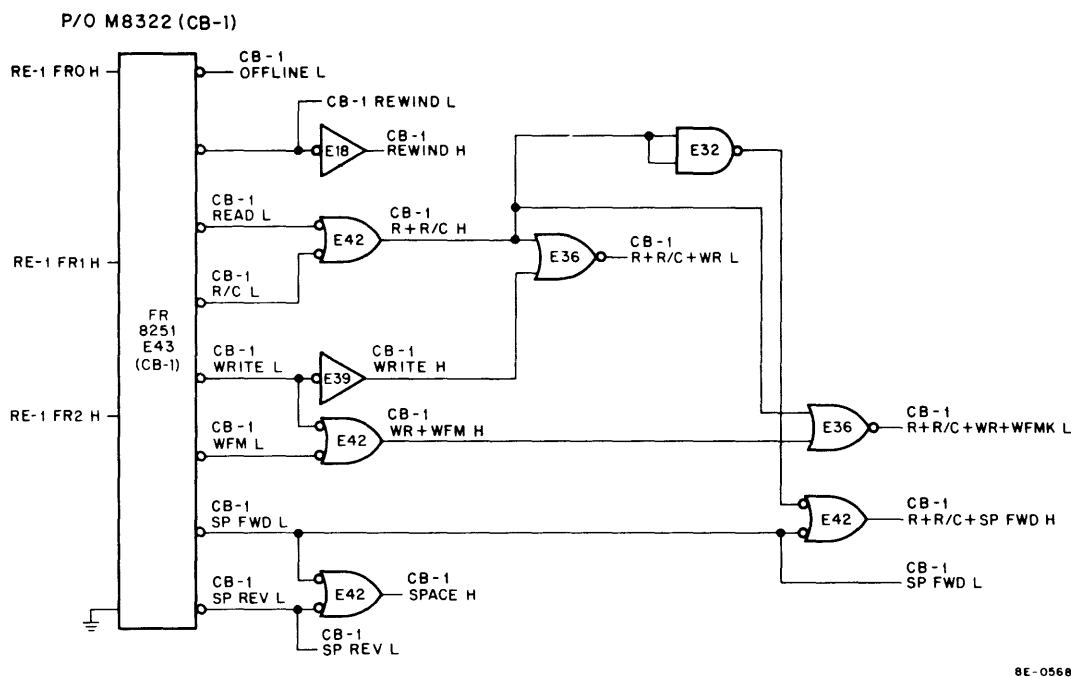 P/O M8322 (CB-1)
RE-1 FR0 H
CB-1
OFFLINE L
CB-1 REWIND L
E18
CB-1
REWIND H
E32
CB-1
READ L
E42
CB-1
R+R/C H
RE-1 FR1 H
E36
CB-1
R+R/C+WR L
CB-1
R/C L
FR
8251
E43
(CB-1)
CB-1
WRITE L
E39
CB-1
WRITE H
RE-1 FR2 H
E42
CB-1
WR+WFM H
E36
CB-1
R+R/C+WR+WFMK L
CB-1
WFM L
CB-1
SP FWD L
E42
CB-1
R+R/C+SP FWD H
CB-1
SP FWD L
CB-1
SP REV L
E42
CB-1
SPACE H
CB-1
SP REV L
8E-0568